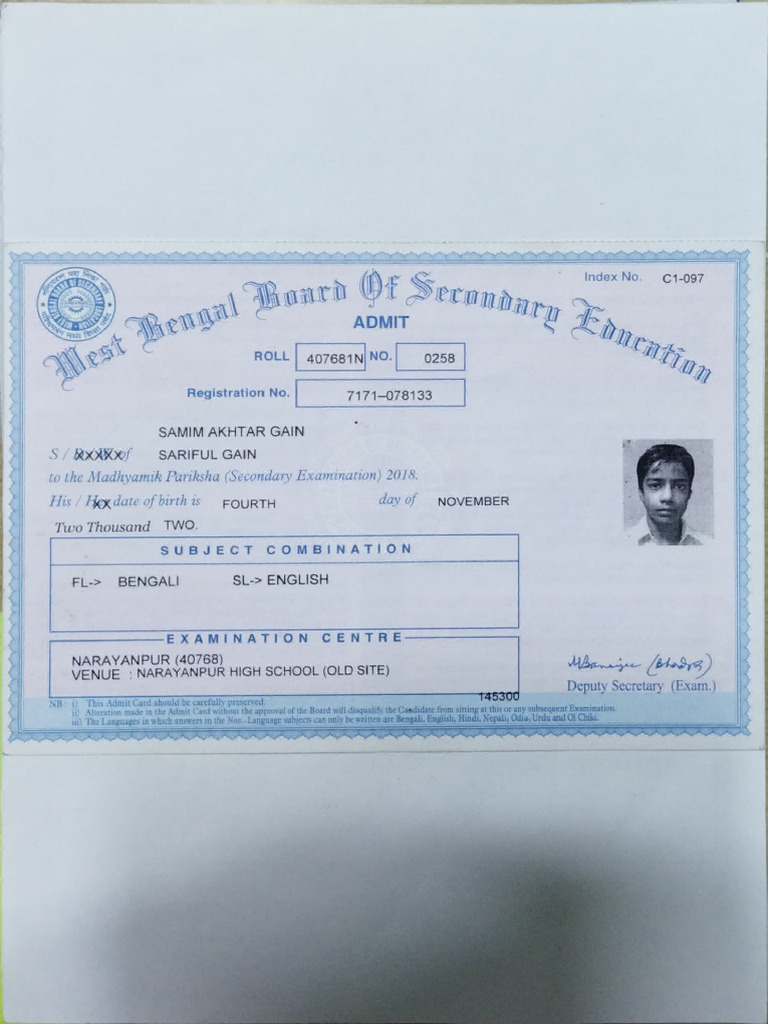 Index No. C1-097
West Bengal Board Of Secondary Education
ADMIT
ROLL 407681N NO. 0258
Registration No. 7171–078133
SAMIM AKHTAR GAIN
S / of SARIFUL GAIN
to the Madhyamik Pariksha (Secondary Examination) 2018.
His / date of birth is FOURTH day of NOVEMBER
Two Thousand TWO.
SUBJECT COMBINATION
FL-> BENGALI SL-> ENGLISH
EXAMINATION CENTRE
NARAYANPUR (40768)
VENUE : NARAYANPUR HIGH SCHOOL (OLD SITE)
145300
Deputy Secretary (Exam.)
NB : i) This Admit Card should be carefully preserved.
ii) Alteration made in the Admit Card without the approval of the Board will disqualify the Candidate from sitting at this or any subsequent Examination.
iii) The Languages in which answers in the Non-Language subjects can only be written are Bengali, English, Hindi, Nepali, Odia, Urdu and Ol Chiki.